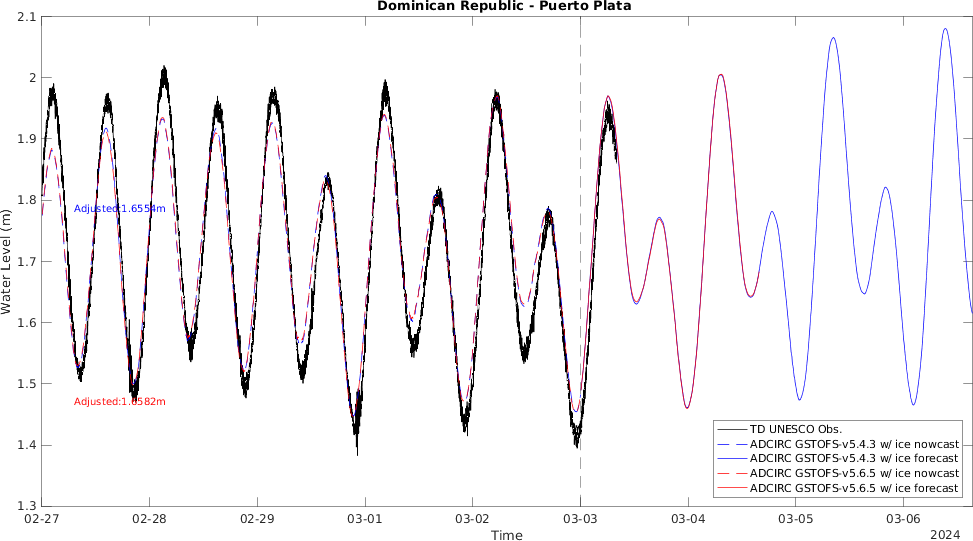 Dominican Republic - Puerto Plata
2.1
2
1.9
1.8
1.7
1.6
1.5
1.4
1.3
Water Level (m)
Adjusted:1.6554m
Adjusted:1.6582m
TD UNESCO Obs.
ADCIRC GSTOFS-v5.4.3 w/ ice nowcast
ADCIRC GSTOFS-v5.4.3 w/ ice forecast
ADCIRC GSTOFS-v5.6.5 w/ ice nowcast
ADCIRC GSTOFS-v5.6.5 w/ ice forecast
02-27 02-28 02-29 03-01 03-02 03-03 03-04 03-05 03-06
Time
2024